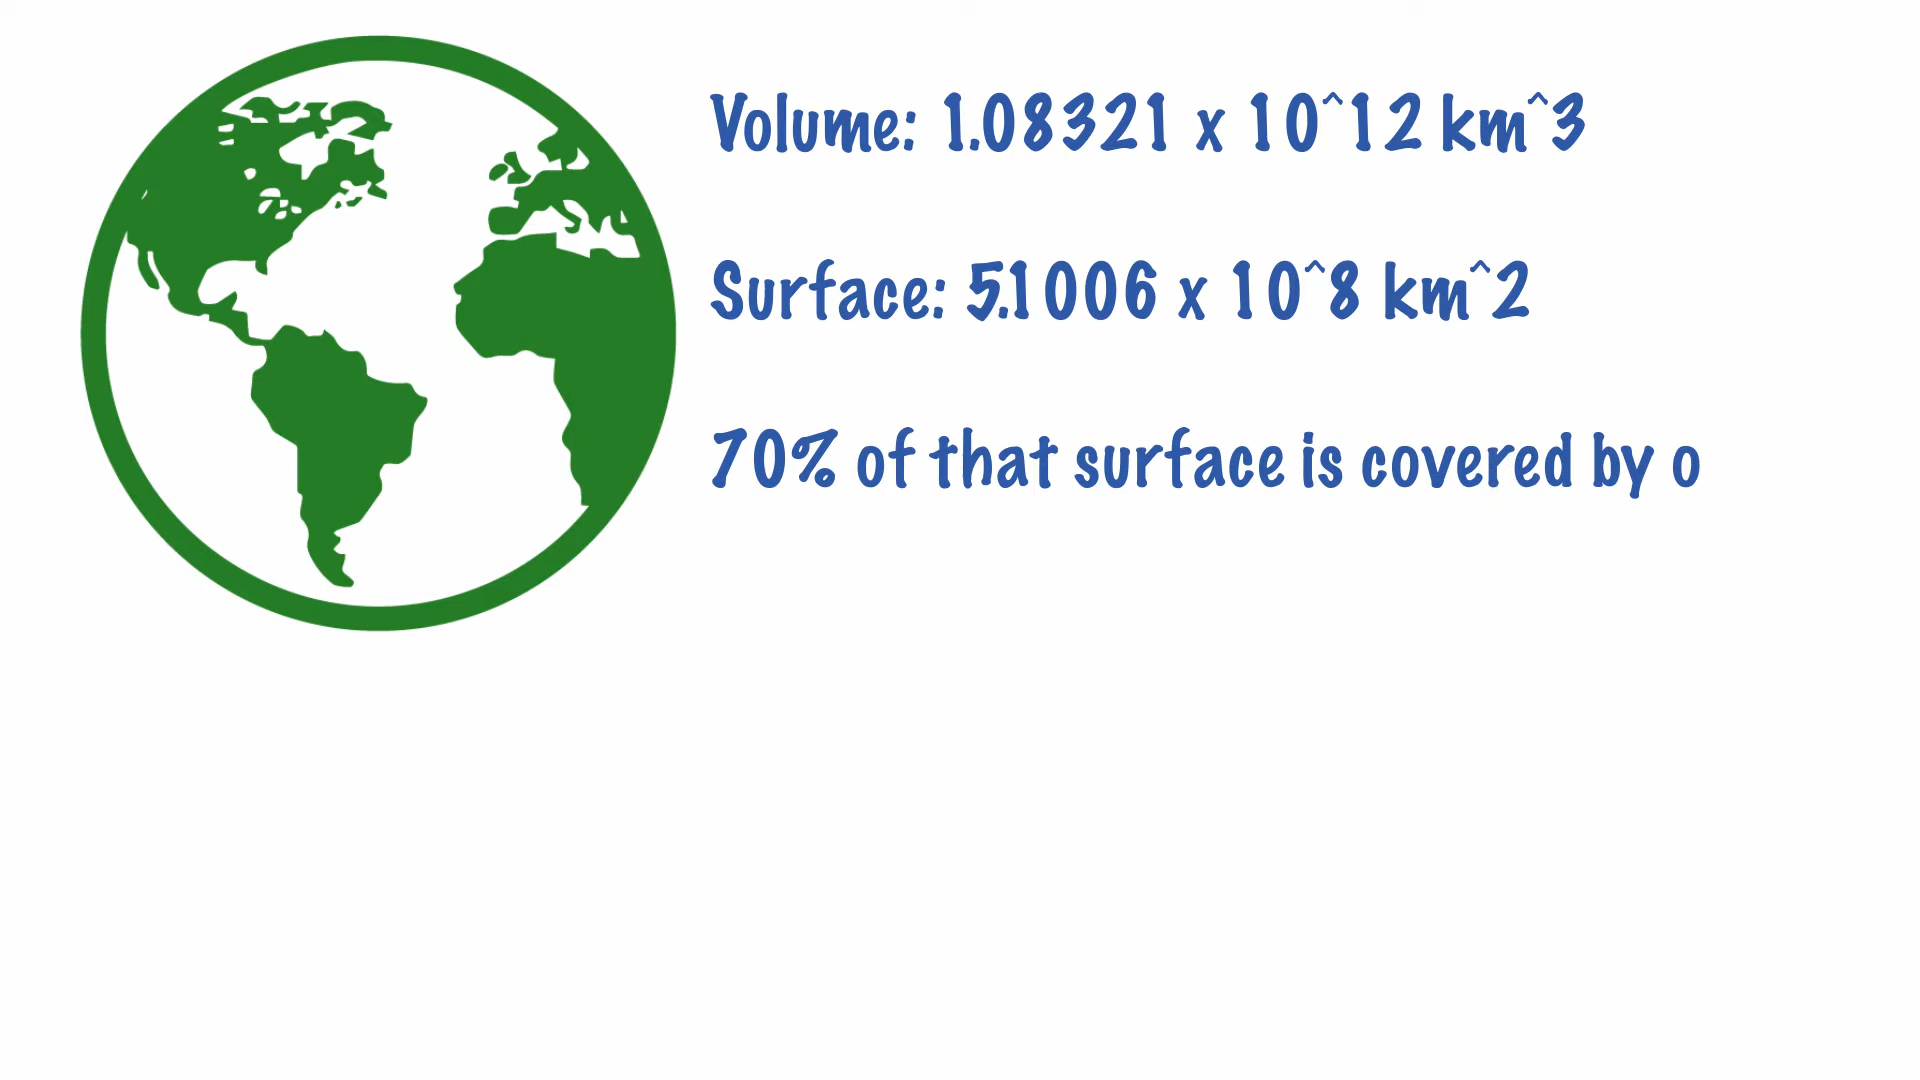 Volume: 1.08321 x 10^12 km^3
Surface: 5.1006 x 10^8 km^2
70% of that surface is covered by o